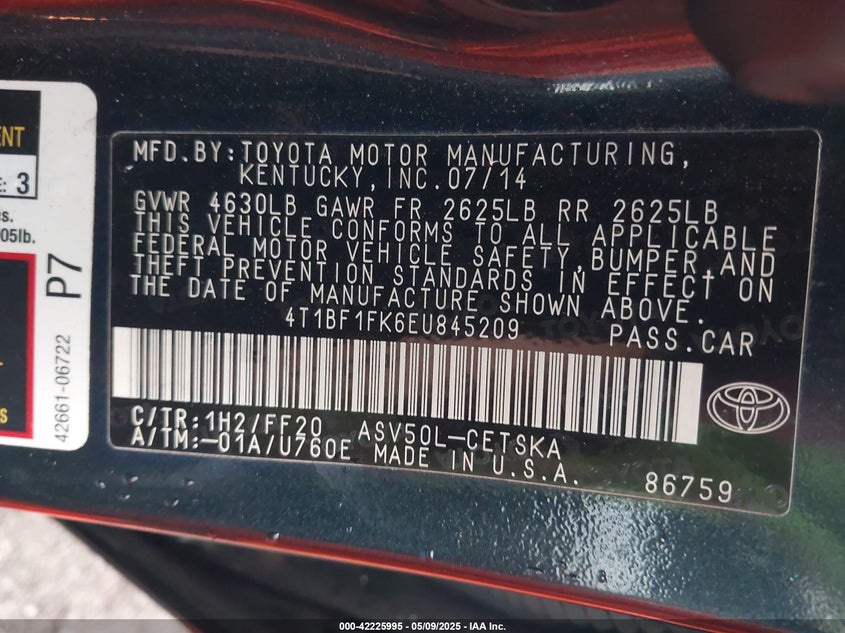 ENT
E: 3
s.
05lb.
S
P7
42661-06722
MFD.BY:TOYOTA MOTOR MANUFACTURING,
KENTUCKY,INC.07/14
GVWR 4630LB GAWR FR 2625LB RR 2625LB
THIS VEHICLE CONFORMS TO ALL APPLICABLE
FEDERAL MOTOR VEHICLE SAFETY,BUMPER,AND
THEFT PREVENTION STANDARDS IN EFFECT ON
THE DATE OF MANUFACTURE SHOWN ABOVE.
4T1BF1FK6EU845209 PASS.CAR
C/TR:1H2/FF20 ASV50L-CETSKA
A/TM:-01A/U760E MADE IN U.S.A. 86759
000-42225995 - 05/09/2025 - IAA Inc.